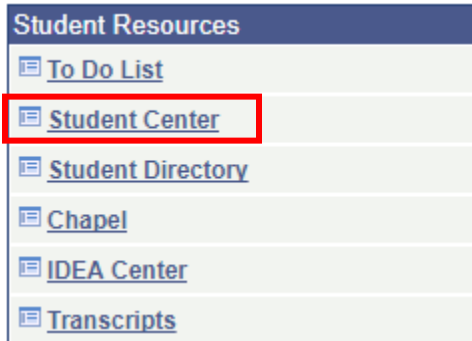 Student Resources
To Do List
Student Center
Student Directory
Chapel
IDEA Center
Transcripts